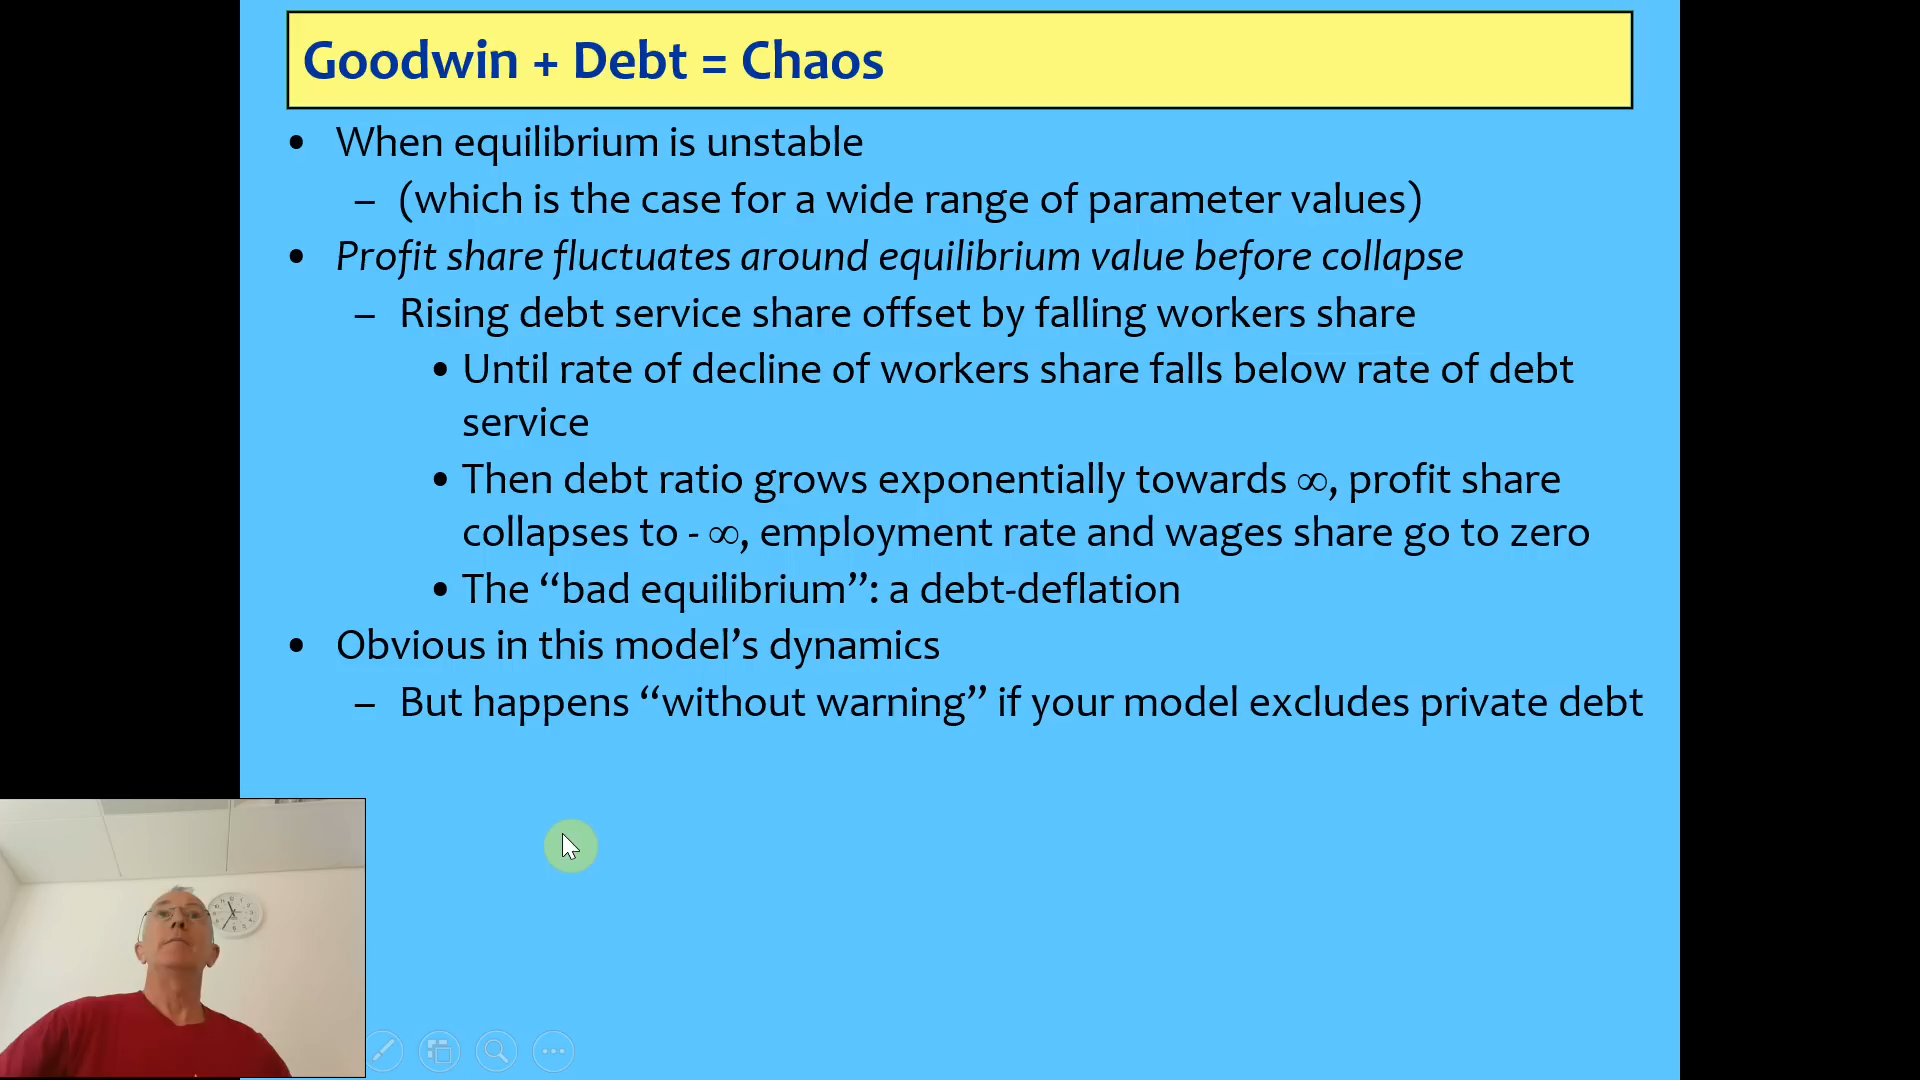 Goodwin + Debt = Chaos
• When equilibrium is unstable
– (which is the case for a wide range of parameter values)
• Profit share fluctuates around equilibrium value before collapse
– Rising debt service share offset by falling workers share
• Until rate of decline of workers share falls below rate of debt
service
• Then debt ratio grows exponentially towards ∞, profit share
collapses to - ∞, employment rate and wages share go to zero
• The “bad equilibrium”: a debt-deflation
• Obvious in this model’s dynamics
– But happens “without warning” if your model excludes private debt